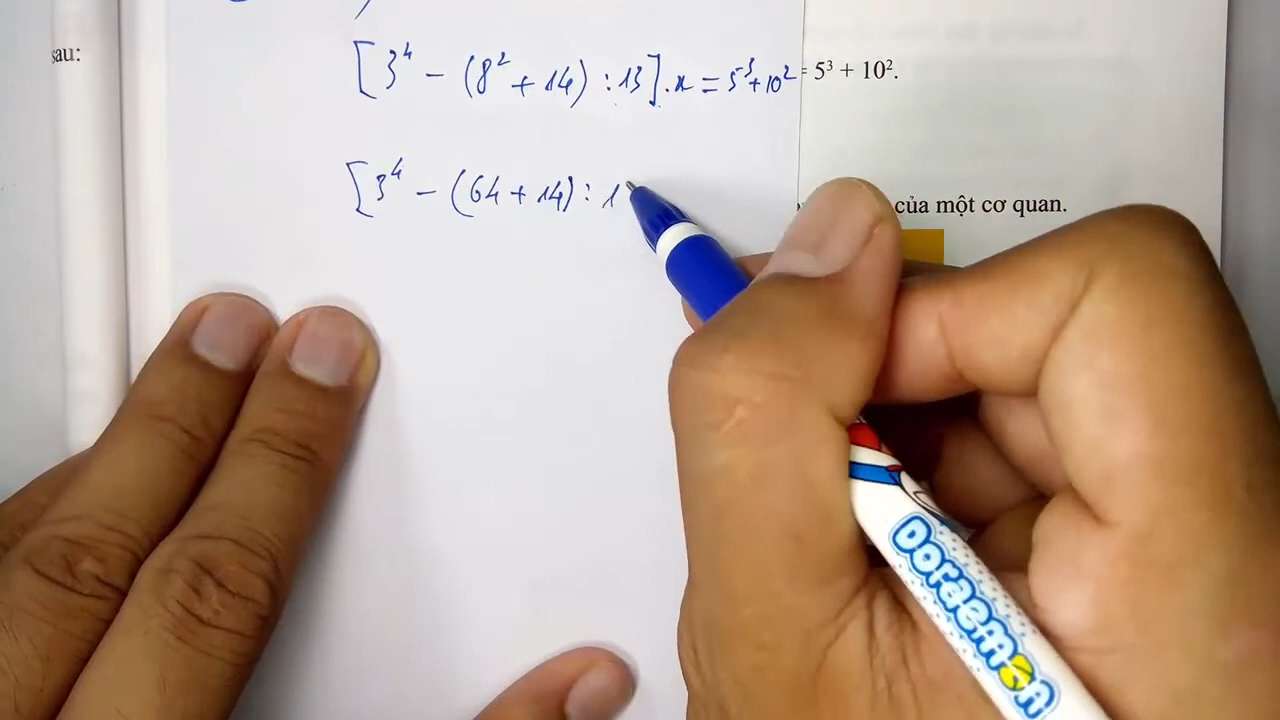 sau:
[3⁴ - (8² + 14) : 13] . x = 5³ + 10²
= 5³ + 10².
[3⁴ - (64 + 14) : 1
của một cơ quan.
DORAEMON